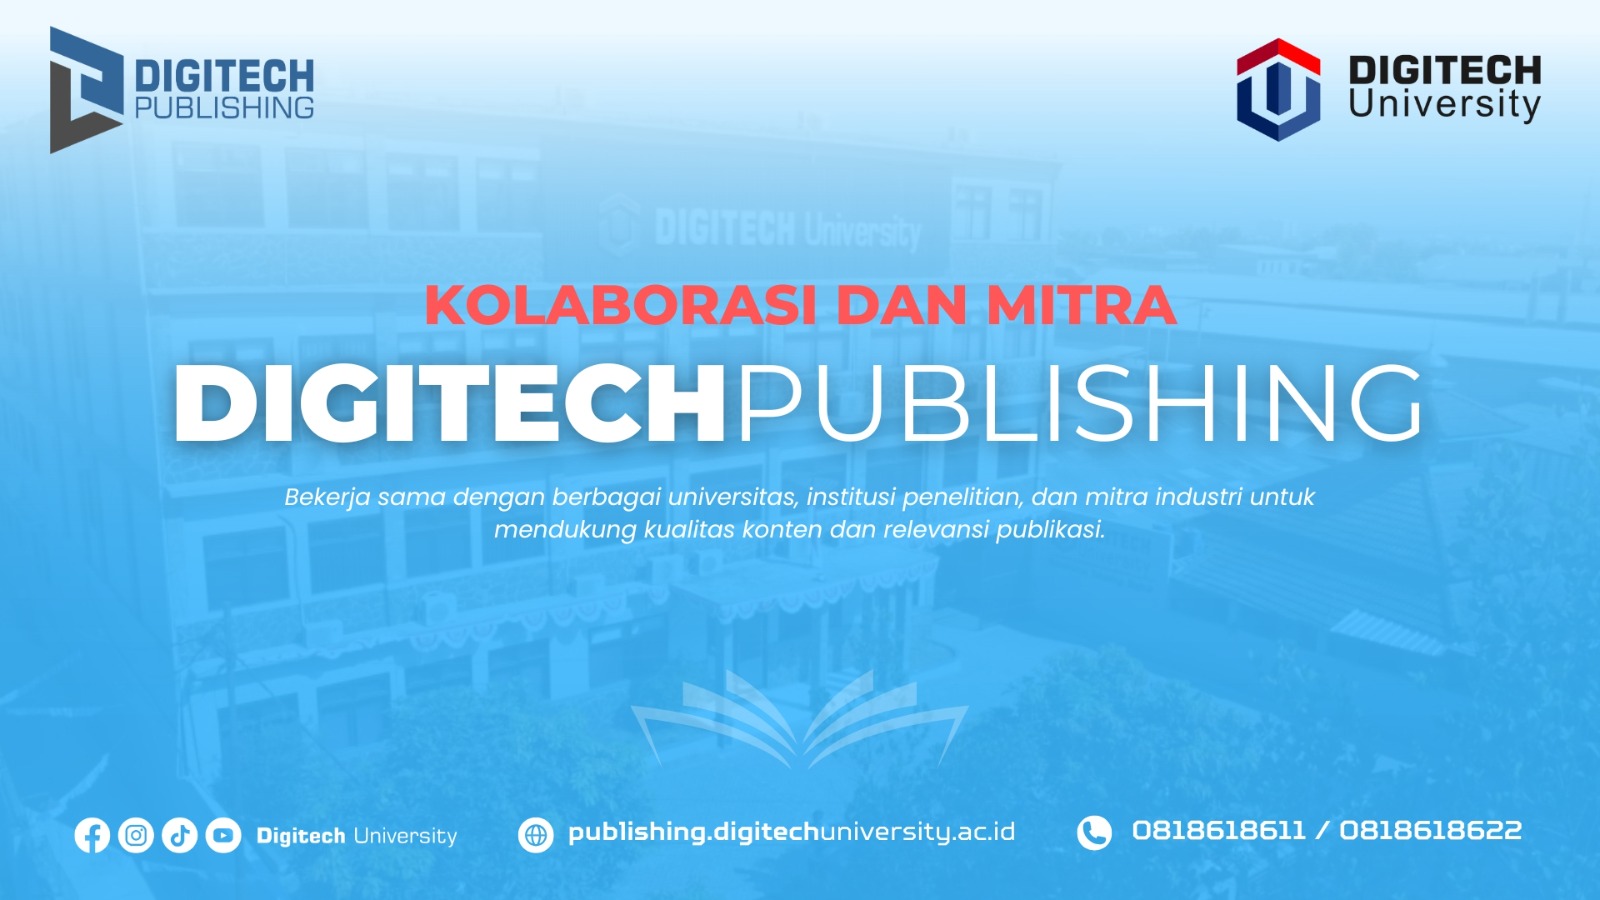 DIGITECH
PUBLISHING
DIGITECH
University
DIGITECH University
KOLABORASI DAN MITRA
DIGITECHPUBLISHING
Bekerja sama dengan berbagai universitas, institusi penelitian, dan mitra industri untuk
mendukung kualitas konten dan relevansi publikasi.
Digitech University
publishing.digitechuniversity.ac.id
0818618611 / 0818618622